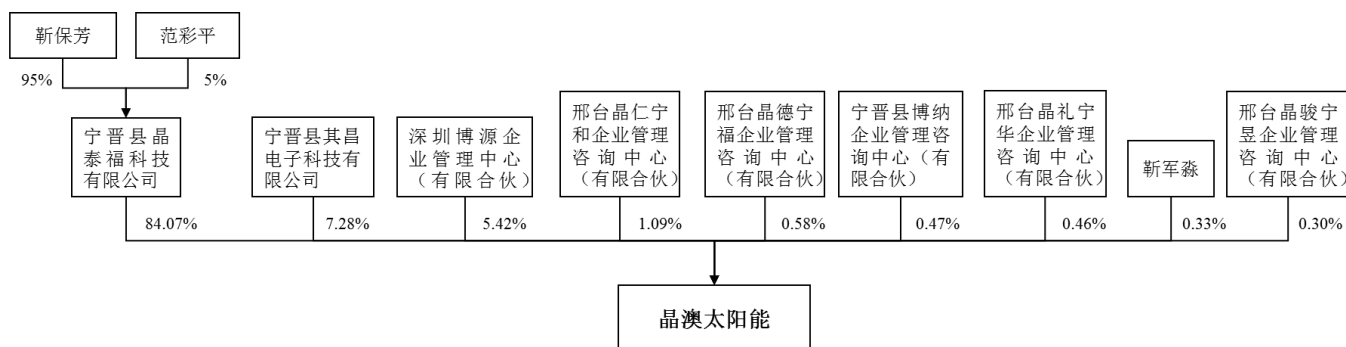 靳保芳
范彩平
95%
5%
宁晋县晶
泰福科技
有限公司
宁晋县其昌
电子科技有
限公司
深圳博源企
业管理中心
（有限合伙）
邢台晶仁宁
和企业管理
咨询中心
（有限合伙）
邢台晶德宁
福企业管理
咨询中心
（有限合伙）
宁晋县博纳
企业管理咨
询中心（有
限合伙）
邢台晶礼宁
华企业管理
咨询中心
（有限合伙）
靳军淼
邢台晶骏宁
昱企业管理
咨询中心
（有限合伙）
84.07%
7.28%
5.42%
1.09%
0.58%
0.47%
0.46%
0.33%
0.30%
晶澳太阳能